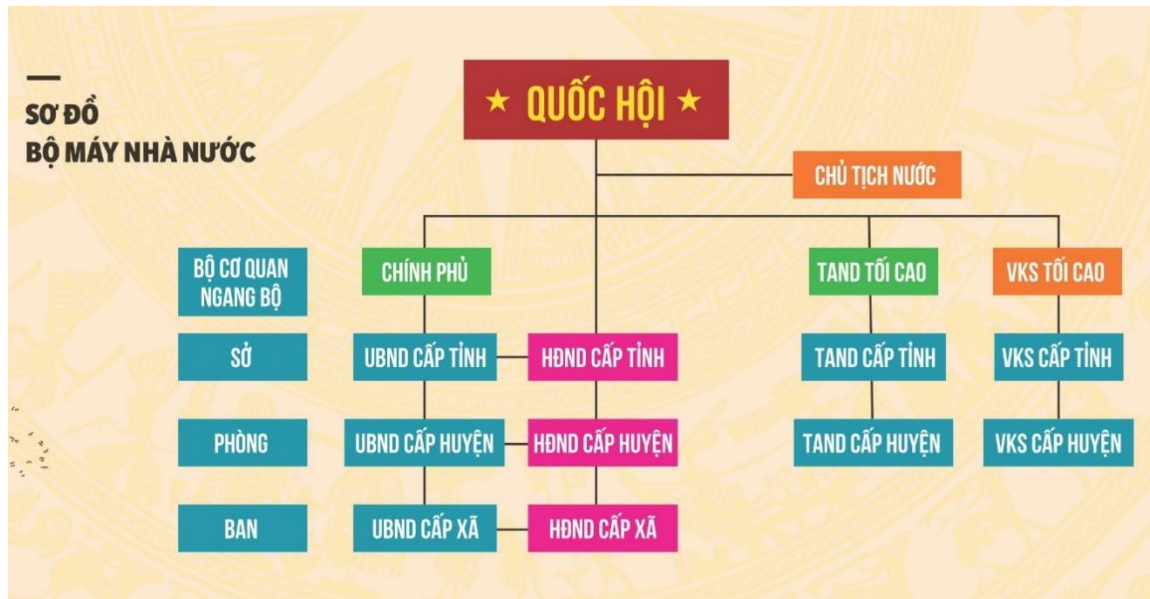 SƠ ĐỒ
BỘ MÁY NHÀ NƯỚC
★ QUỐC HỘI ★
CHỦ TỊCH NƯỚC
BỘ CƠ QUAN
NGANG BỘ
CHÍNH PHỦ
TAND TỐI CAO
VKS TỐI CAO
SỞ
UBND CẤP TỈNH
HĐND CẤP TỈNH
TAND CẤP TỈNH
VKS CẤP TỈNH
PHÒNG
UBND CẤP HUYỆN
HĐND CẤP HUYỆN
TAND CẤP HUYỆN
VKS CẤP HUYỆN
BAN
UBND CẤP XÃ
HĐND CẤP XÃ